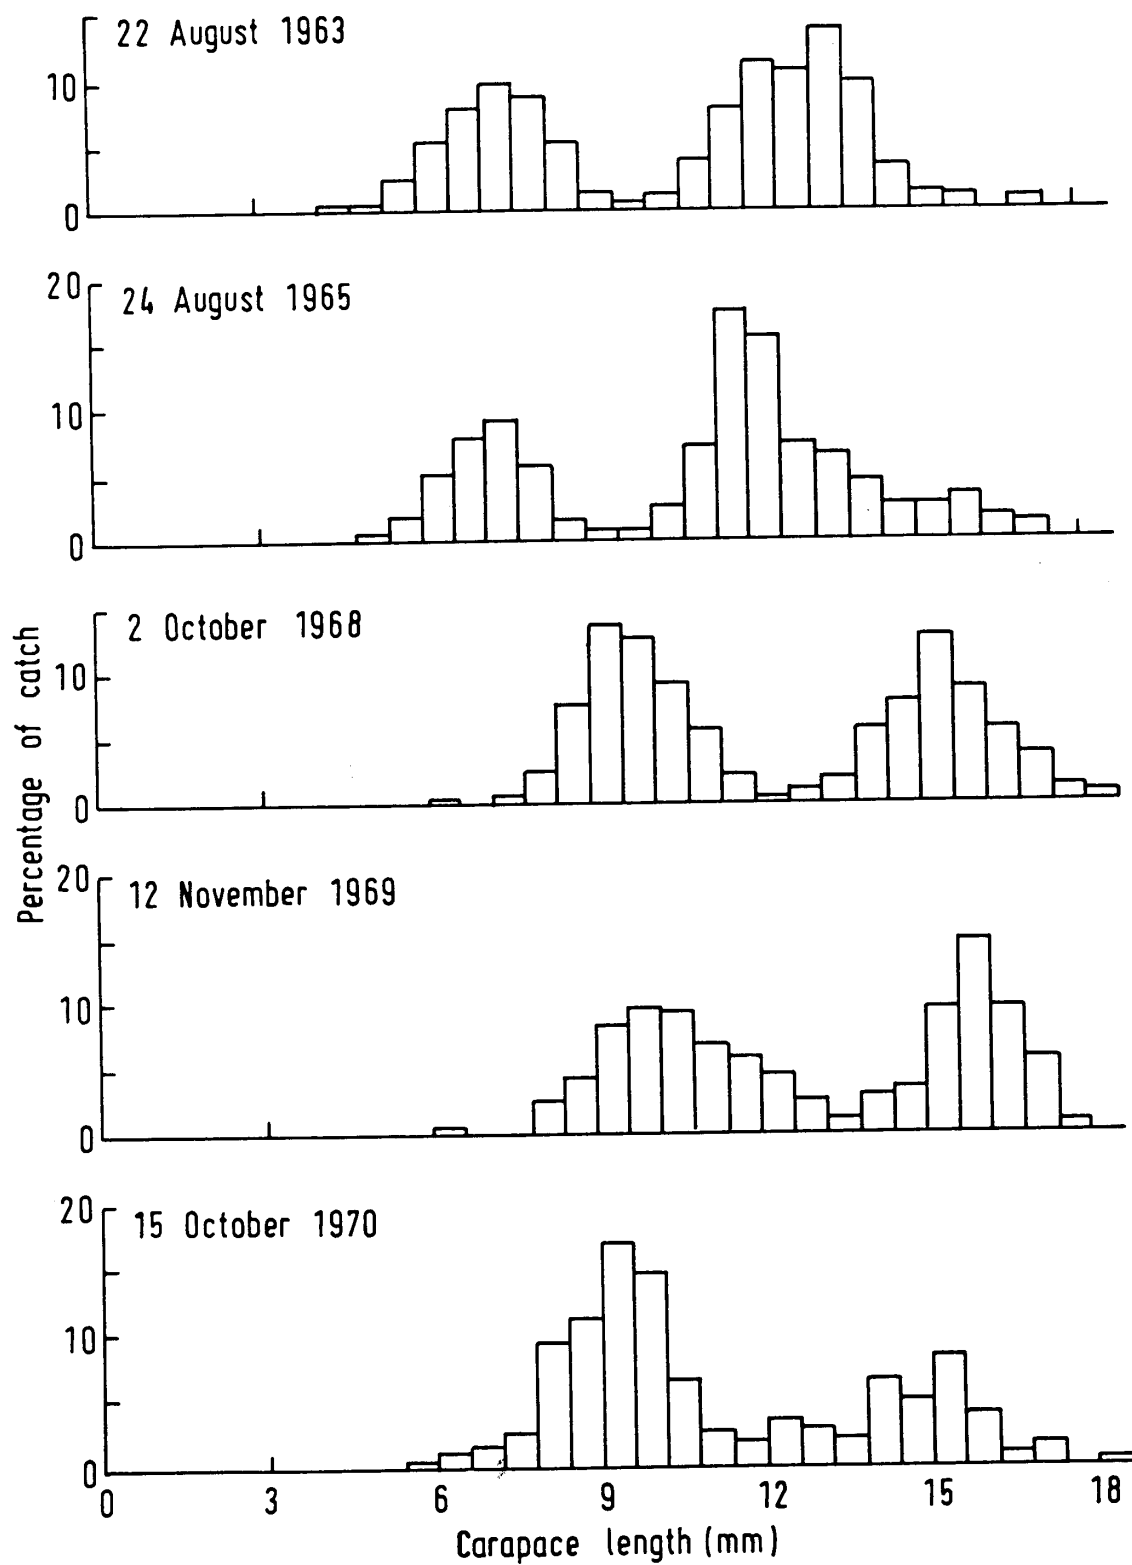 22 August 1963
10
0
24 August 1965
20
10
0
2 October 1968
10
0
Percentage of catch
12 November 1969
20
10
0
15 October 1970
20
10
0
0 3 6 9 12 15 18
Carapace length (mm)